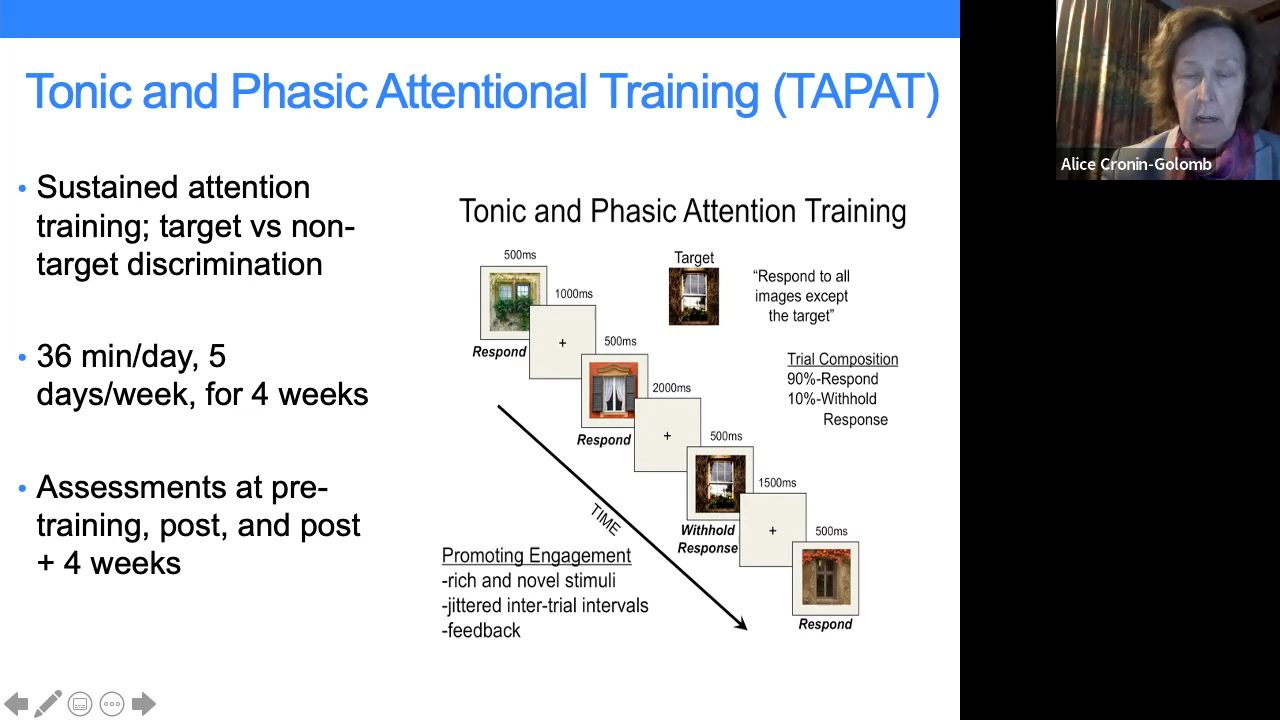 Tonic and Phasic Attentional Training (TAPAT)
• Sustained attention
training; target vs non-
target discrimination
• 36 min/day, 5
days/week, for 4 weeks
• Assessments at pre-
training, post, and post
+ 4 weeks
Tonic and Phasic Attention Training
500ms
Respond
1000ms
+
500ms
Respond
2000ms
+
500ms
Withhold
Response
1500ms
+
500ms
Respond
Target
“Respond to all
images except
the target”
Trial Composition
90%-Respond
10%-Withhold
Response
TIME
Promoting Engagement
-rich and novel stimuli
-jittered inter-trial intervals
-feedback
Alice Cronin-Golomb